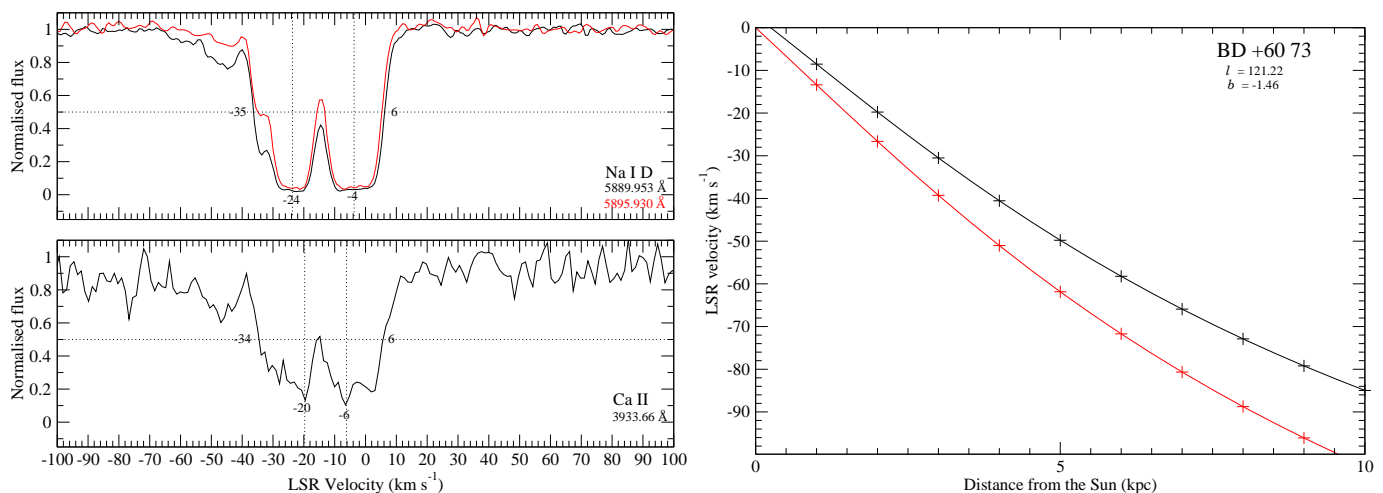 Normalised flux
1
0.8
0.6
0.4
0.2
0
-35
6
-24
-4
Na I D
5889.953 Å
5895.930 Å
Normalised flux
1
0.8
0.6
0.4
0.2
0
-34
6
-20
-6
Ca II
3933.66 Å
-100 -90 -80 -70 -60 -50 -40 -30 -20 -10 0 10 20 30 40 50 60 70 80 90 100
LSR Velocity (km s⁻¹)
LSR velocity (km s⁻¹)
0
-10
-20
-30
-40
-50
-60
-70
-80
-90
BD +60 73
l = 121.22
b = -1.46
0 5 10
Distance from the Sun (kpc)